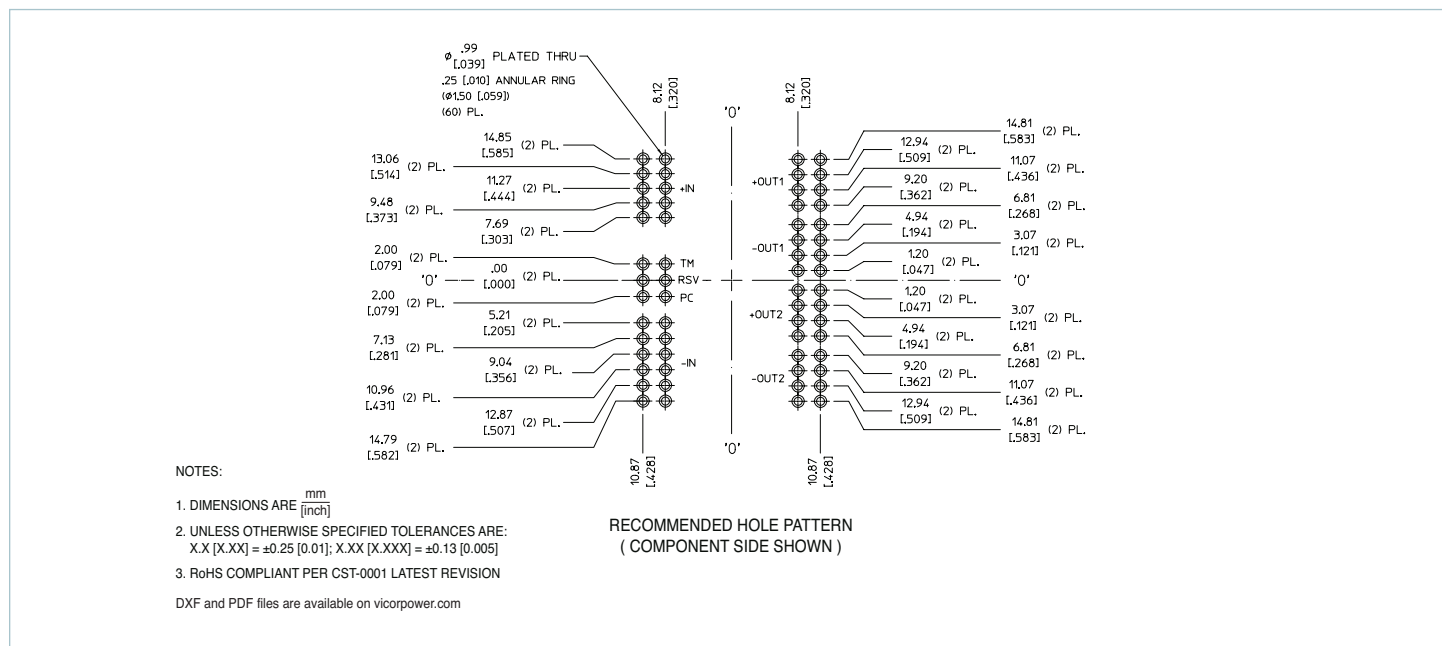 ø .99 [.039] PLATED THRU
.25 [.010] ANNULAR RING
(ø1.50 [.059])
(60) PL.
8.12 [.320]
8.12 [.320]
'0'
14.85 [.585] (2) PL.
13.06 [.514] (2) PL.
11.27 [.444] (2) PL.
9.48 [.373] (2) PL.
7.69 [.303] (2) PL.
2.00 [.079] (2) PL.
'0'
.00 [.000] (2) PL.
2.00 [.079] (2) PL.
5.21 [.205] (2) PL.
7.13 [.281] (2) PL.
9.04 [.356] (2) PL.
10.96 [.431] (2) PL.
12.87 [.507] (2) PL.
14.79 [.582] (2) PL.
+IN
TM
RSV
PC
-IN
+OUT1
-OUT1
+OUT2
-OUT2
14.81 [.583] (2) PL.
12.94 [.509] (2) PL.
11.07 [.436] (2) PL.
9.20 [.362] (2) PL.
6.81 [.268] (2) PL.
4.94 [.194] (2) PL.
3.07 [.121] (2) PL.
1.20 [.047] (2) PL.
'0'
1.20 [.047] (2) PL.
3.07 [.121] (2) PL.
4.94 [.194] (2) PL.
6.81 [.268] (2) PL.
9.20 [.362] (2) PL.
11.07 [.436] (2) PL.
12.94 [.509] (2) PL.
14.81 [.583] (2) PL.
10.87 [.428]
'0'
10.87 [.428]
RECOMMENDED HOLE PATTERN
( COMPONENT SIDE SHOWN )
NOTES:
1. DIMENSIONS ARE mm [inch]
2. UNLESS OTHERWISE SPECIFIED TOLERANCES ARE:
X.X [X.XX] = ±0.25 [0.01]; X.XX [X.XXX] = ±0.13 [0.005]
3. RoHS COMPLIANT PER CST-0001 LATEST REVISION
DXF and PDF files are available on vicorpower.com